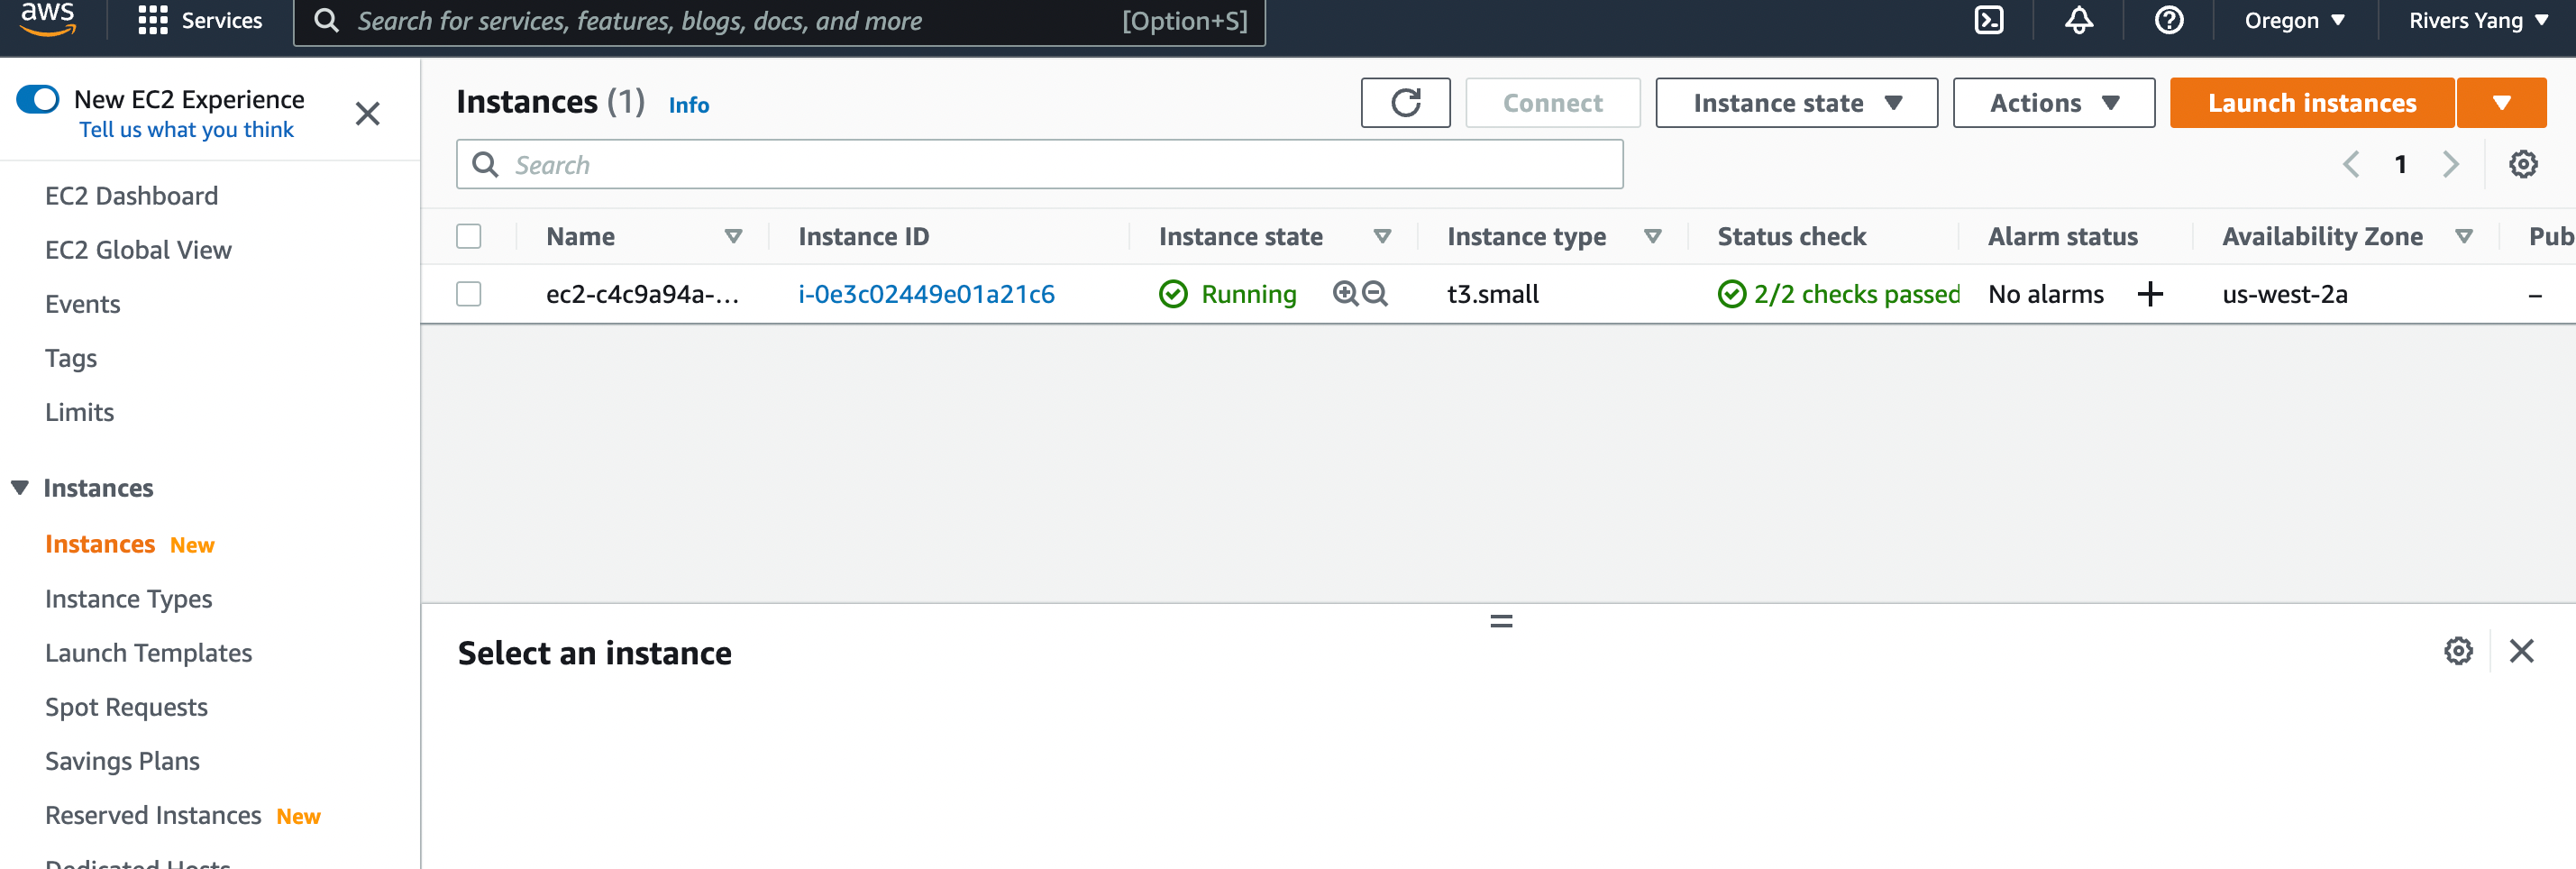 aws
Services
Search for services, features, blogs, docs, and more [Option+S]
Oregon
Rivers Yang
New EC2 Experience
Tell us what you think
EC2 Dashboard
EC2 Global View
Events
Tags
Limits
Instances
Instances New
Instance Types
Launch Templates
Spot Requests
Savings Plans
Reserved Instances New
Dedicated Hosts
Instances (1) Info
Connect
Instance state
Actions
Launch instances
Search
1
Name Instance ID Instance state Instance type Status check Alarm status Availability Zone Pub
ec2-c4c9a94a-... i-0e3c02449e01a21c6 Running t3.small 2/2 checks passed No alarms + us-west-2a –
Select an instance